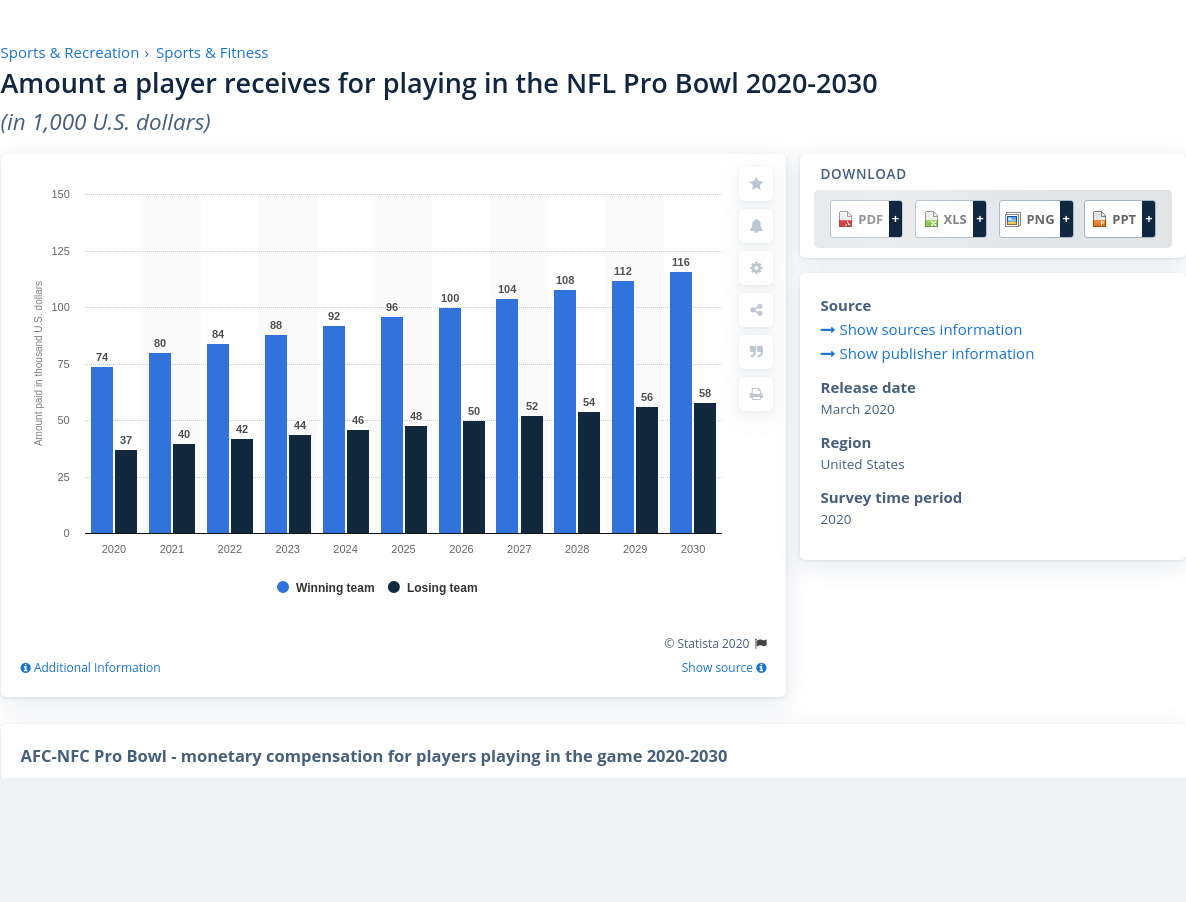 Sports & Recreation › Sports & Fitness
Amount a player receives for playing in the NFL Pro Bowl 2020-2030
(in 1,000 U.S. dollars)
150
125
100
75
50
25
0
Amount paid in thousand U.S. dollars
74 80 84 88 92 96 100 104 108 112 116
37 40 42 44 46 48 50 52 54 56 58
2020 2021 2022 2023 2024 2025 2026 2027 2028 2029 2030
Winning team Losing team
© Statista 2020
Additional Information Show source
DOWNLOAD
PDF + XLS + PNG + PPT +
Source
Show sources information
Show publisher information
Release date
March 2020
Region
United States
Survey time period
2020
AFC-NFC Pro Bowl - monetary compensation for players playing in the game 2020-2030